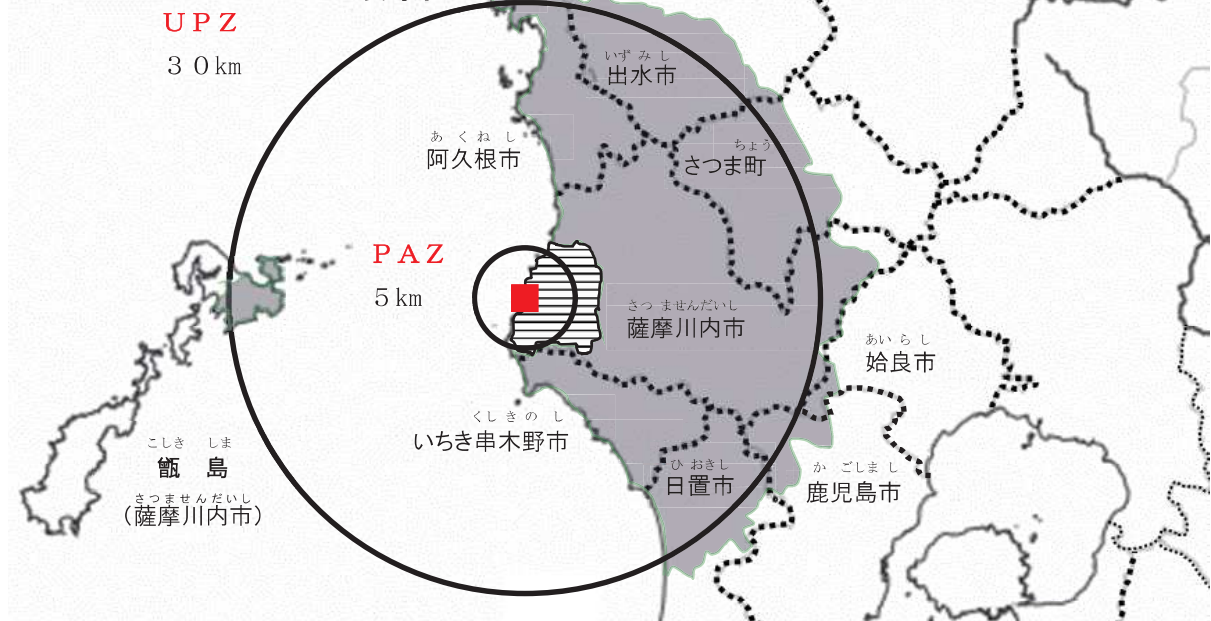 ＵＰＺ
３０㎞
いずみし
出水市
あくねし
阿久根市
ちょう
さつま町
ＰＡＺ
５㎞
さつませんだいし
薩摩川内市
あいらし
姶良市
くしきのし
いちき串木野市
こしき　しま
甑　島
さつませんだいし
（薩摩川内市）
ひおきし
日置市
かごしまし
鹿児島市